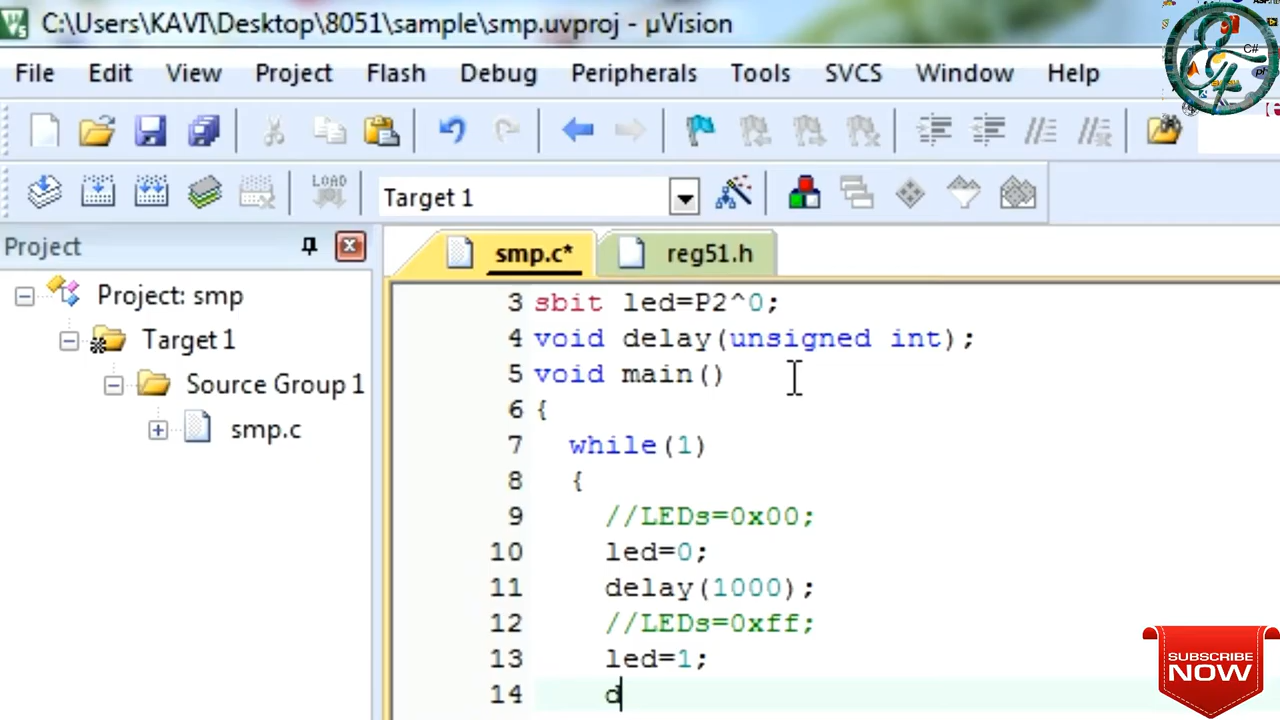 C:\Users\KAVI\Desktop\8051\sample\smp.uvproj - µVision
File Edit View Project Flash Debug Peripherals Tools SVCS Window Help
LOAD
Target 1
Project
smp.c*
reg51.h
Project: smp
Target 1
Source Group 1
smp.c
3 sbit led=P2^0;
4 void delay(unsigned int);
5 void main()
6 {
7 while(1)
8 {
9 //LEDs=0x00;
10 led=0;
11 delay(1000);
12 //LEDs=0xff;
13 led=1;
14 d
C#
SUBSCRIBE
NOW